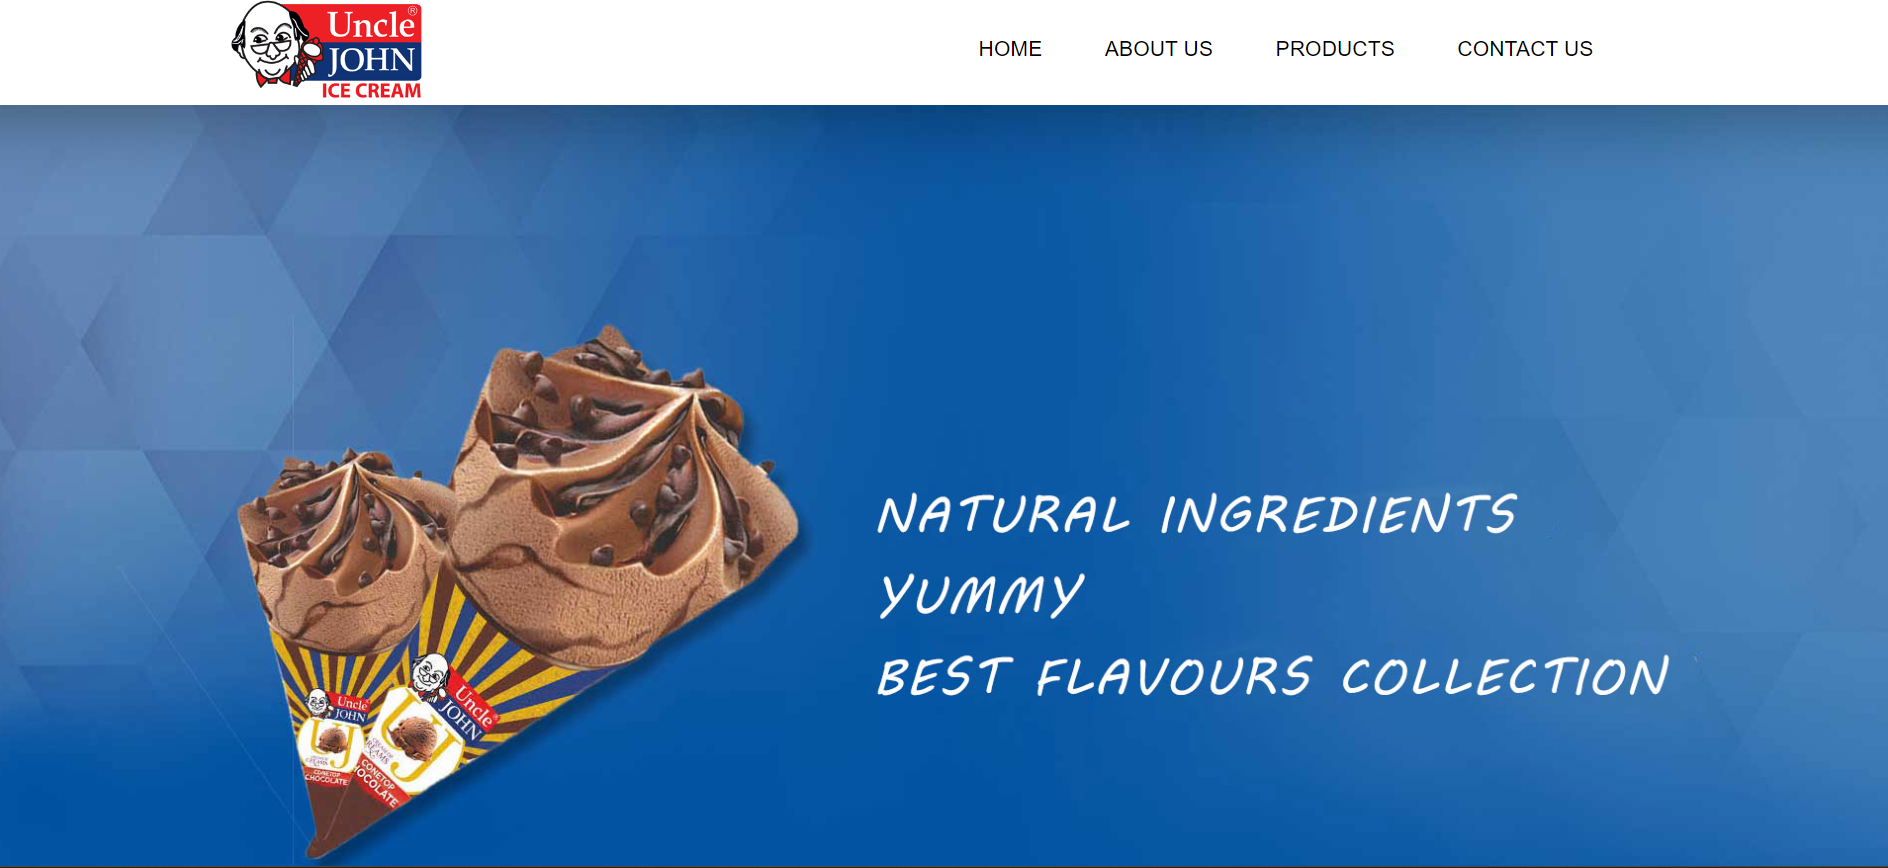 Uncle®
JOHN
ICE CREAM
HOME ABOUT US PRODUCTS CONTACT US
NATURAL INGREDIENTS
YUMMY
BEST FLAVOURS COLLECTION
Uncle
JOHN
UJ
CONETOP
CHOCOLATE
Uncle
JOHN
UJ
CONETOP